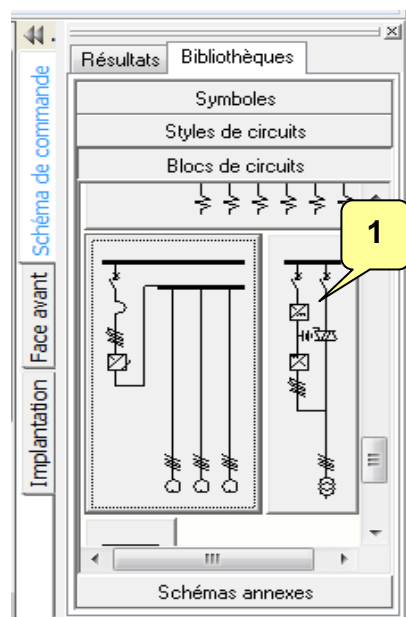 Résultats
Bibliothèques
Symboles
Styles de circuits
Blocs de circuits
1
Schémas annexes
Schéma de commande
Face avant
Implantation